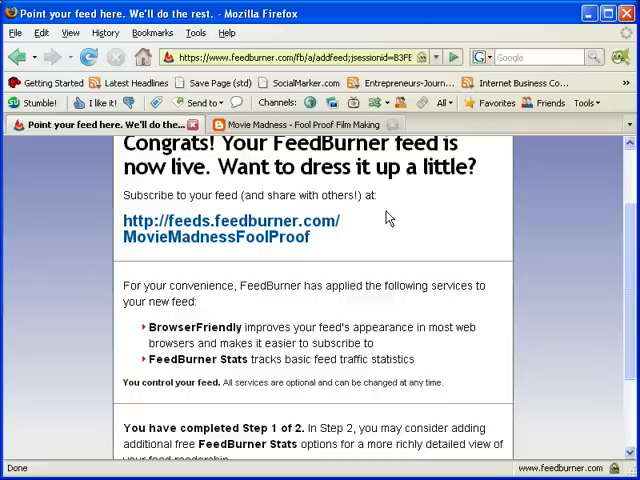 Point your feed here. We'll do the rest. - Mozilla Firefox
File Edit View History Bookmarks Tools Help
https://www.feedburner.com/fb/a/addfeed;jsessionid=B3FE
Google
Getting Started Latest Headlines Save Page (std) SocialMarker.com Entrepreneurs-Journ... Internet Business Co...
Stumble! I like it! Send to Channels: All Favorites Friends Tools
Point your feed here. We'll do the... Movie Madness - Fool Proof Film Making
Congrats! Your FeedBurner feed is
now live. Want to dress it up a little?
Subscribe to your feed (and share with others!) at:
http://feeds.feedburner.com/
MovieMadnessFoolProof
For your convenience, FeedBurner has applied the following services to
your new feed:
BrowserFriendly improves your feed's appearance in most web
browsers and makes it easier to subscribe to
FeedBurner Stats tracks basic feed traffic statistics
You control your feed. All services are optional and can be changed at any time.
You have completed Step 1 of 2. In Step 2, you may consider adding
additional free FeedBurner Stats options for a more richly detailed view of
your feed readership.
Done www.feedburner.com